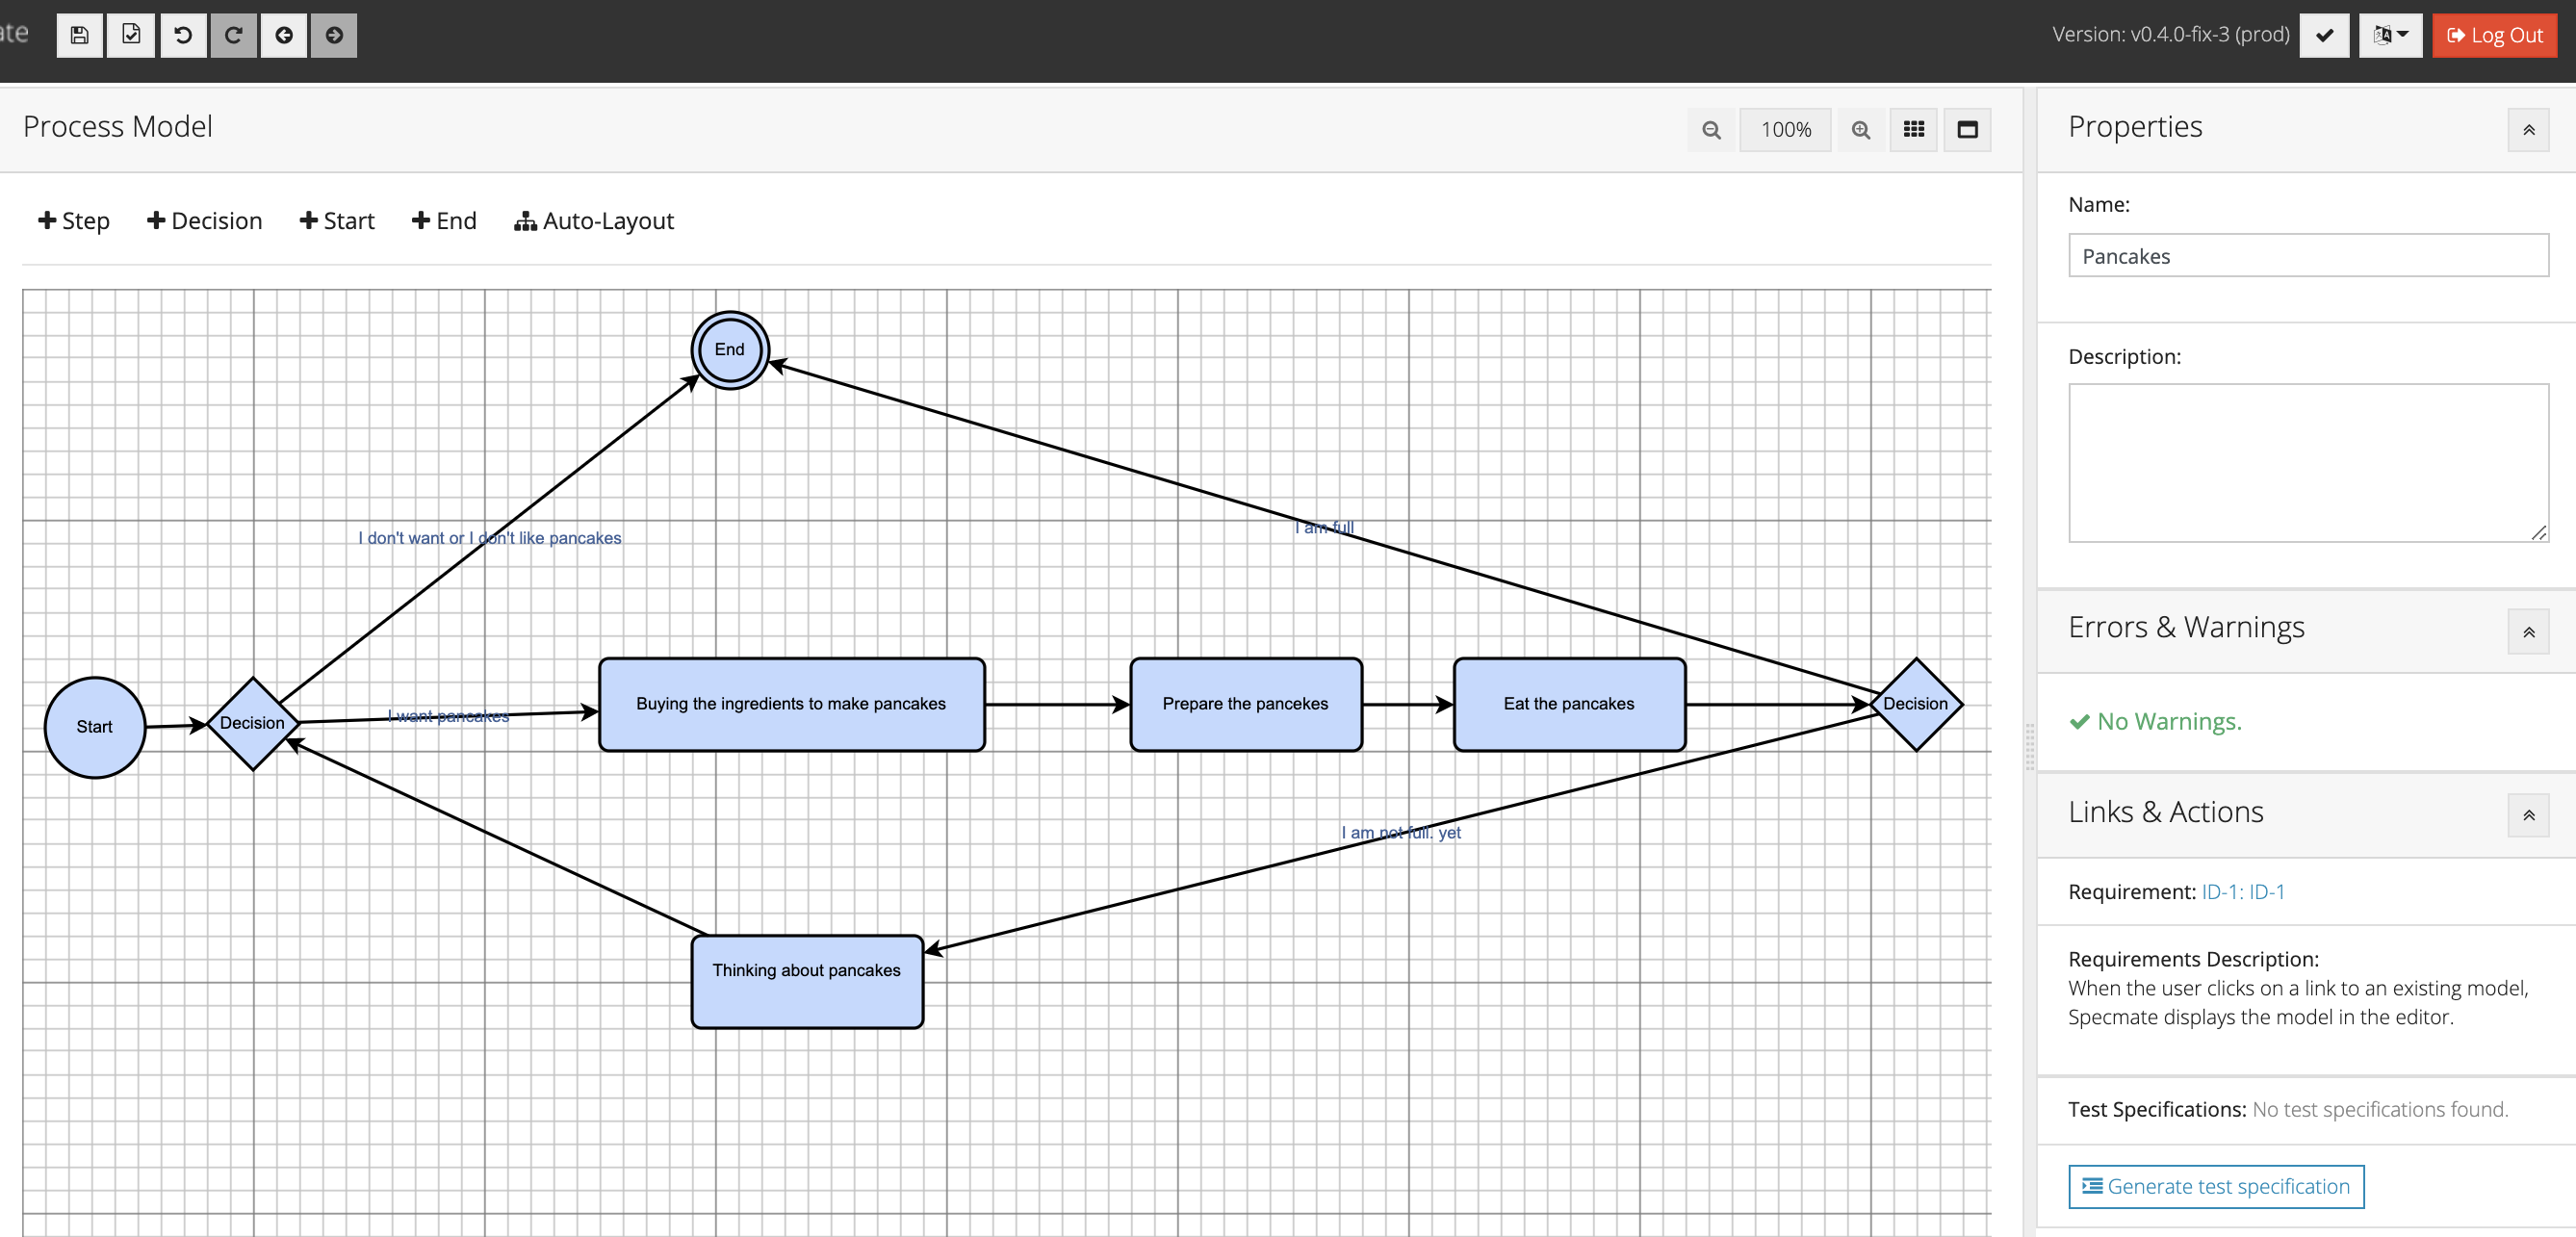 ate
Version: v0.4.0-fix-3 (prod)
Log Out
Process Model
100%
Step
Decision
Start
End
Auto-Layout
End
I don't want or I don't like pancakes
I am full
Start
Decision
I want pancakes
Buying the ingredients to make pancakes
Prepare the pancekes
Eat the pancakes
Decision
I am not full. yet
Thinking about pancakes
Properties
Name:
Pancakes
Description:
Errors & Warnings
No Warnings.
Links & Actions
Requirement: ID-1: ID-1
Requirements Description:
When the user clicks on a link to an existing model,
Specmate displays the model in the editor.
Test Specifications: No test specifications found.
Generate test specification